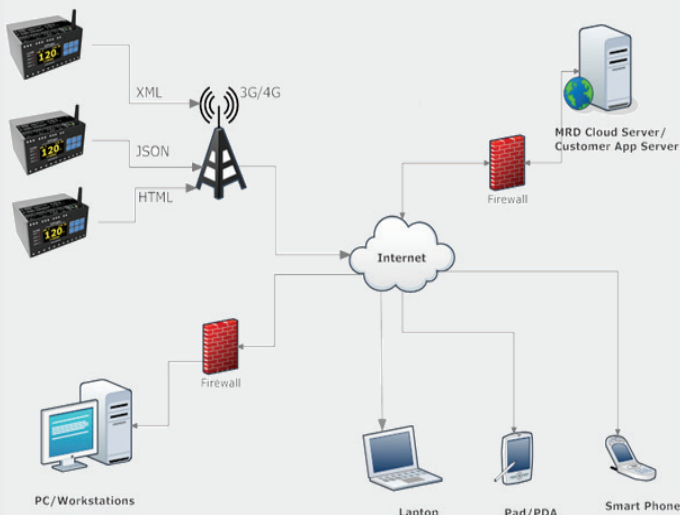 120
XML
3G/4G
120
JSON
HTML
120
MRD Cloud Server/
Customer App Server
Firewall
Internet
Firewall
PC/Workstations
Laptop
Pad/PDA
Smart Phone